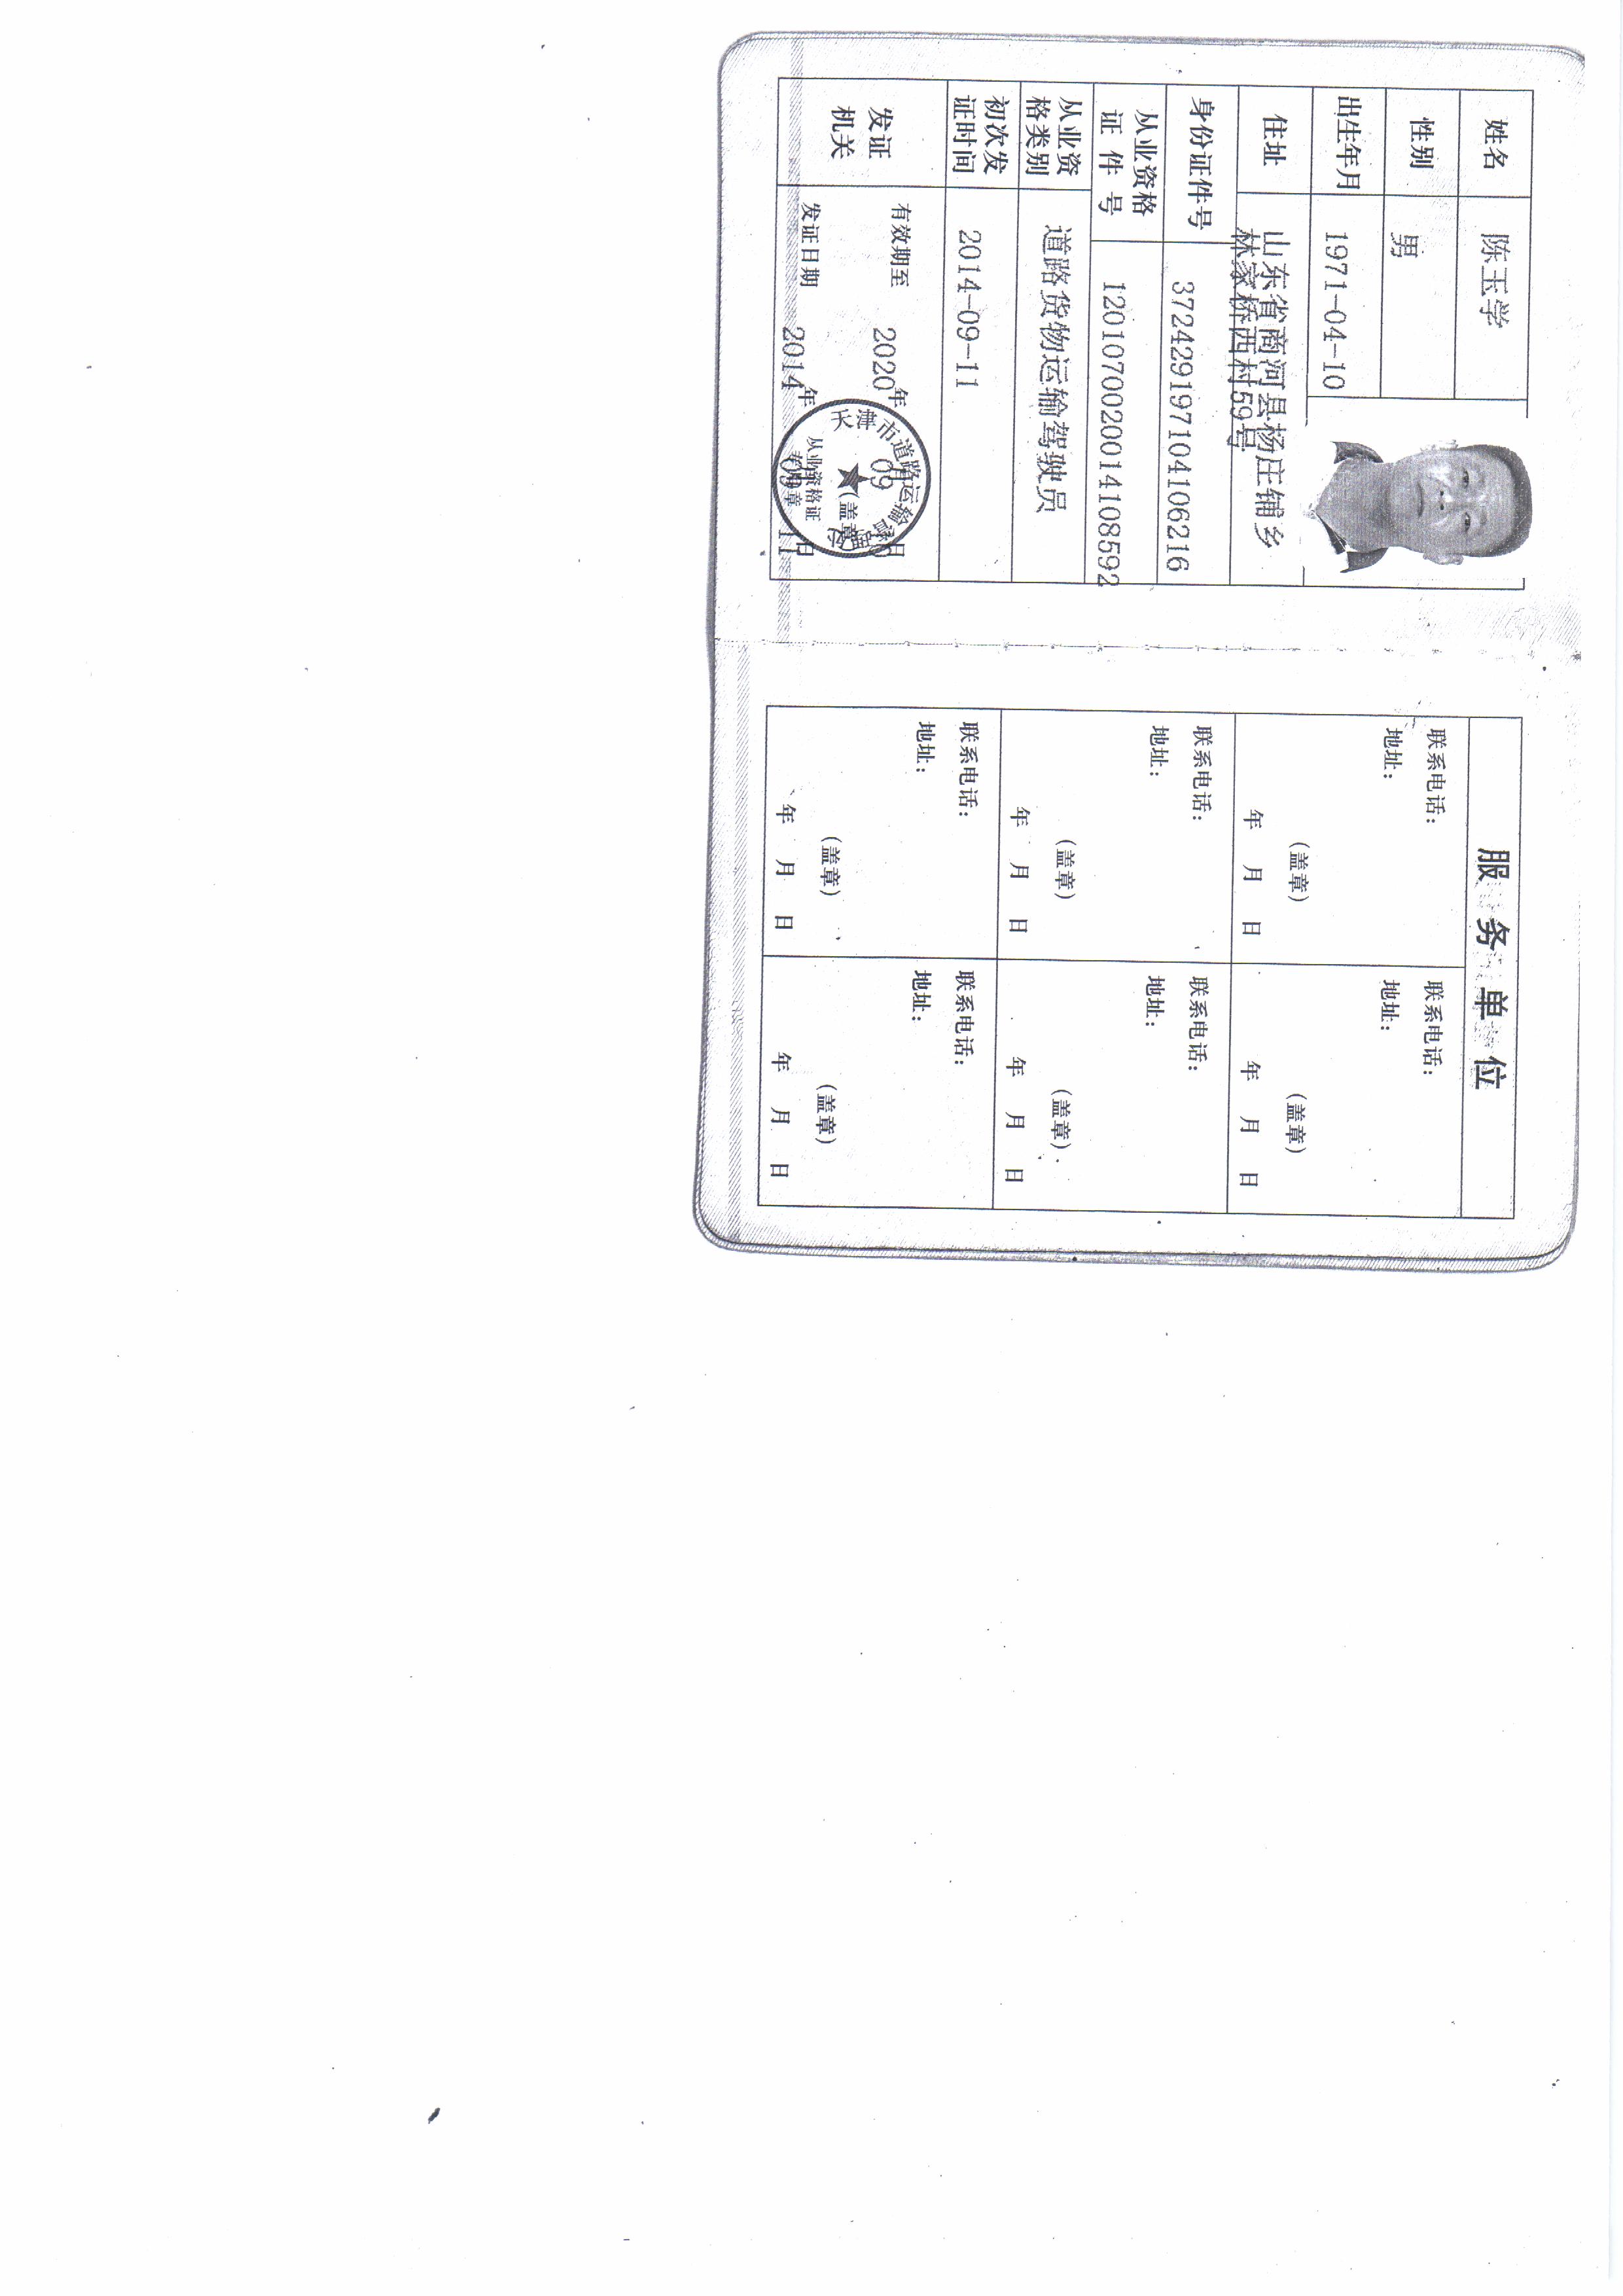 姓名 陈玉学
性别 男
出生年月 1971-04-10
住址 山东省商河县杨庄铺乡
林家桥西村59号
身份证件号 372429197104106216
从业资格
证 件 号 1201070020014108592
从业资
格类别 道路货物运输驾驶员
初次发
证时间 2014-09-11
发证
机关
有效期至 2020年 09月
(盖章)
发证日期 2014年 09 11日
天津市道路运输管理
从业资格证
专用章
服务单位
联系电话: 联系电话:
地址: 地址:
(盖章) (盖章)
年 月 日 年 月 日
联系电话: 联系电话:
地址: 地址:
(盖章) (盖章)
年 月 日 年 月 日
联系电话: 联系电话:
地址: 地址:
(盖章) (盖章)
年 月 日 年 月 日